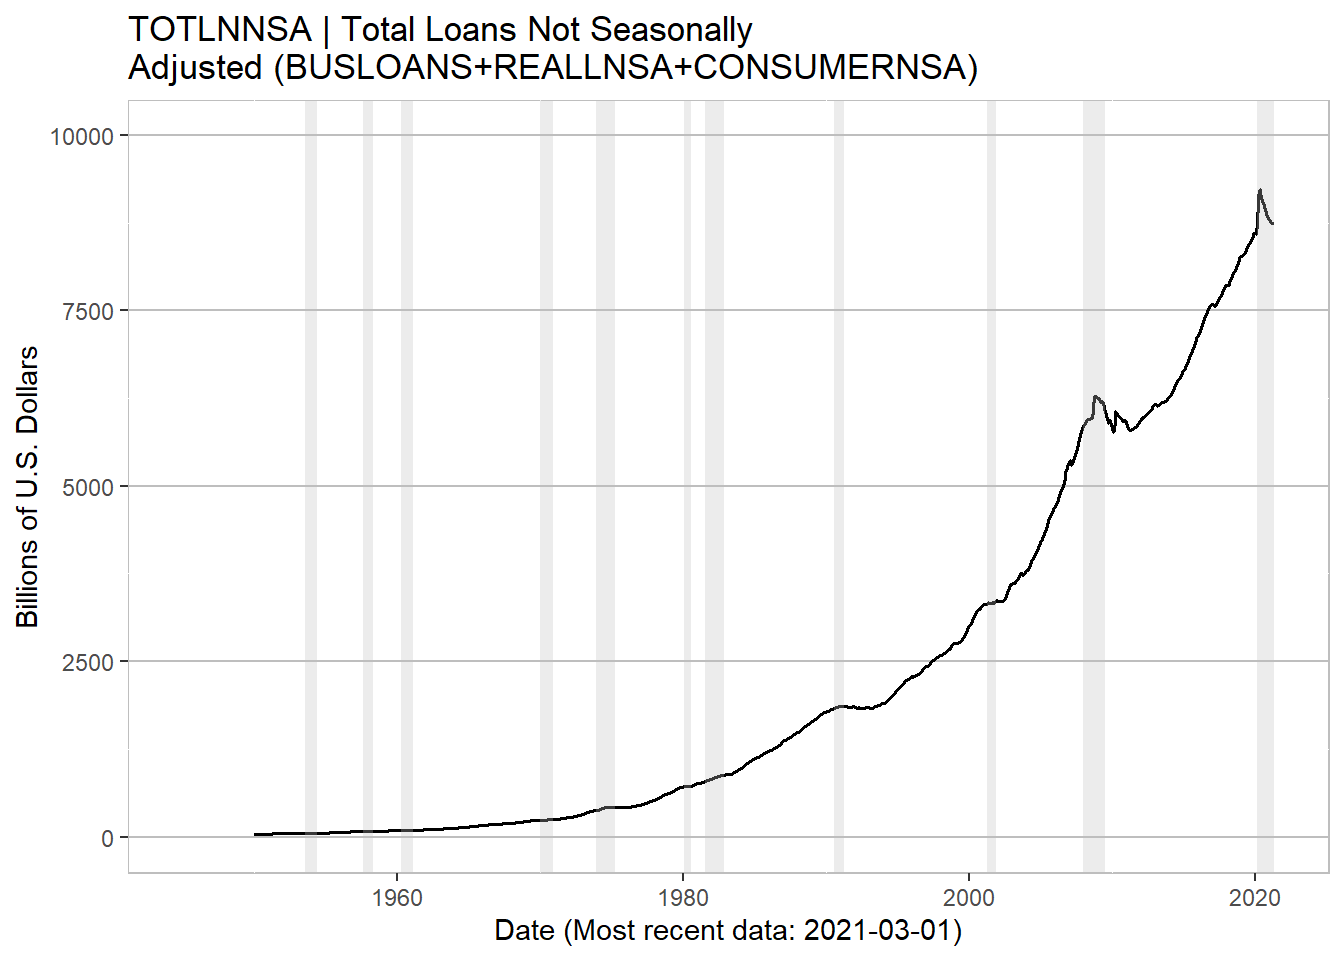 TOTLNNSA | Total Loans Not Seasonally
Adjusted (BUSLOANS+REALLNSA+CONSUMERNSA)
10000
7500
5000
2500
0
Billions of U.S. Dollars
1960
1980
2000
2020
Date (Most recent data: 2021-03-01)